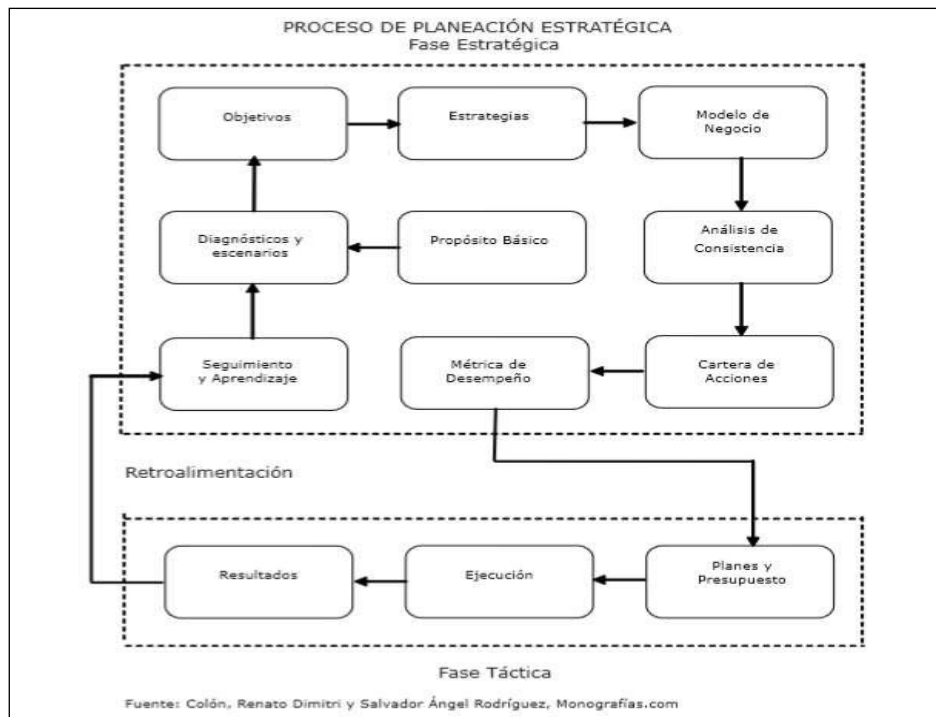 PROCESO DE PLANEACIÓN ESTRATÉGICA
Fase Estratégica
Objetivos
Estrategias
Modelo de
Negocio
Diagnósticos y
escenarios
Propósito Básico
Análisis de
Consistencia
Seguimiento
y Aprendizaje
Métrica de
Desempeño
Cartera de
Acciones
Retroalimentación
Resultados
Ejecución
Planes y
Presupuesto
Fase Táctica
Fuente: Colón, Renato Dimitri y Salvador Ángel Rodríguez, Monografías.com